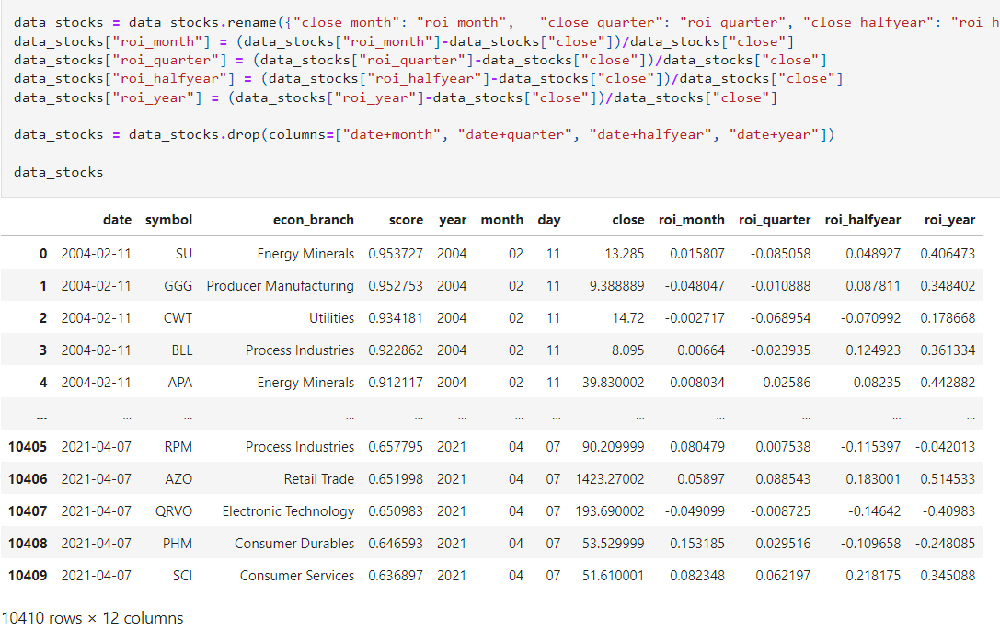 data_stocks = data_stocks.rename({"close_month": "roi_month",   "close_quarter": "roi_quarter", "close_halfyear": "roi_h
data_stocks["roi_month"] = (data_stocks["roi_month"]-data_stocks["close"])/data_stocks["close"]
data_stocks["roi_quarter"] = (data_stocks["roi_quarter"]-data_stocks["close"])/data_stocks["close"]
data_stocks["roi_halfyear"] = (data_stocks["roi_halfyear"]-data_stocks["close"])/data_stocks["close"]
data_stocks["roi_year"] = (data_stocks["roi_year"]-data_stocks["close"])/data_stocks["close"]
data_stocks = data_stocks.drop(columns=["date+month", "date+quarter", "date+halfyear", "date+year"])
data_stocks
date symbol econ_branch score year month day close roi_month roi_quarter roi_halfyear roi_year
0 2004-02-11 SU Energy Minerals 0.953727 2004 02 11 13.285 0.015807 -0.085058 0.048927 0.406473
1 2004-02-11 GGG Producer Manufacturing 0.952753 2004 02 11 9.388889 -0.048047 -0.010888 0.087811 0.348402
2 2004-02-11 CWT Utilities 0.934181 2004 02 11 14.72 -0.002717 -0.068954 -0.070992 0.178668
3 2004-02-11 BLL Process Industries 0.922862 2004 02 11 8.095 0.00664 -0.023935 0.124923 0.361334
4 2004-02-11 APA Energy Minerals 0.912117 2004 02 11 39.830002 0.008034 0.02586 0.08235 0.442882
... ... ... ... ... ... ... ... ... ... ... ... ...
10405 2021-04-07 RPM Process Industries 0.657795 2021 04 07 90.209999 0.080479 0.007538 -0.115397 -0.042013
10406 2021-04-07 AZO Retail Trade 0.651998 2021 04 07 1423.27002 0.05897 0.088543 0.183001 0.514533
10407 2021-04-07 QRVO Electronic Technology 0.650983 2021 04 07 193.690002 -0.049099 -0.008725 -0.14642 -0.40983
10408 2021-04-07 PHM Consumer Durables 0.646593 2021 04 07 53.529999 0.153185 0.029516 -0.109658 -0.248085
10409 2021-04-07 SCI Consumer Services 0.636897 2021 04 07 51.610001 0.082348 0.062197 0.218175 0.345088
10410 rows × 12 columns